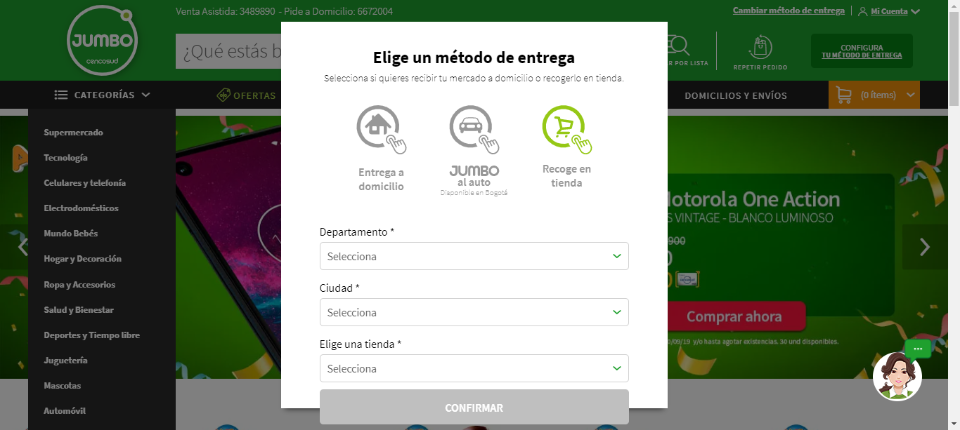 Venta Asistida: 3489890 - Pide a Domicilio: 6672004
Cambiar método de entrega
Mi Cuenta
JUMBO
cencosud
¿Qué estás b
R POR LISTA
REPETIR PEDIDO
CONFIGURA
TU MÉTODO DE ENTREGA
CATEGORÍAS
OFERTAS
DOMICILIOS Y ENVÍOS
(0 ítems)
Supermercado
Tecnología
Celulares y telefonía
Electrodomésticos
Mundo Bebés
Hogar y Decoración
Ropa y Accesorios
Salud y Bienestar
Deportes y Tiempo libre
Juguetería
Mascotas
Automóvil
Elige un método de entrega
Selecciona si quieres recibir tu mercado a domicilio o recogerlo en tienda.
Entrega a
domicilio
JUMBO
al auto
Disponible en Bogotá
Recoge en
tienda
Departamento *
Selecciona
Ciudad *
Selecciona
Elige una tienda *
Selecciona
CONFIRMAR
Motorola One Action
S VINTAGE - BLANCO LUMINOSO
900
0
Comprar ahora
/09/19 y/o hasta agotar existencias. 30 und disponibles.